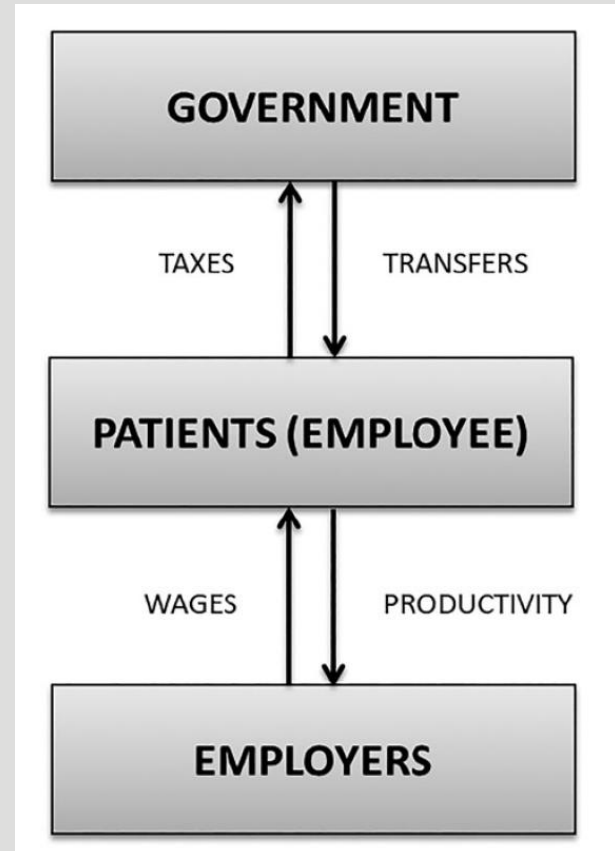 GOVERNMENT
TAXES
TRANSFERS
PATIENTS (EMPLOYEE)
WAGES
PRODUCTIVITY
EMPLOYERS